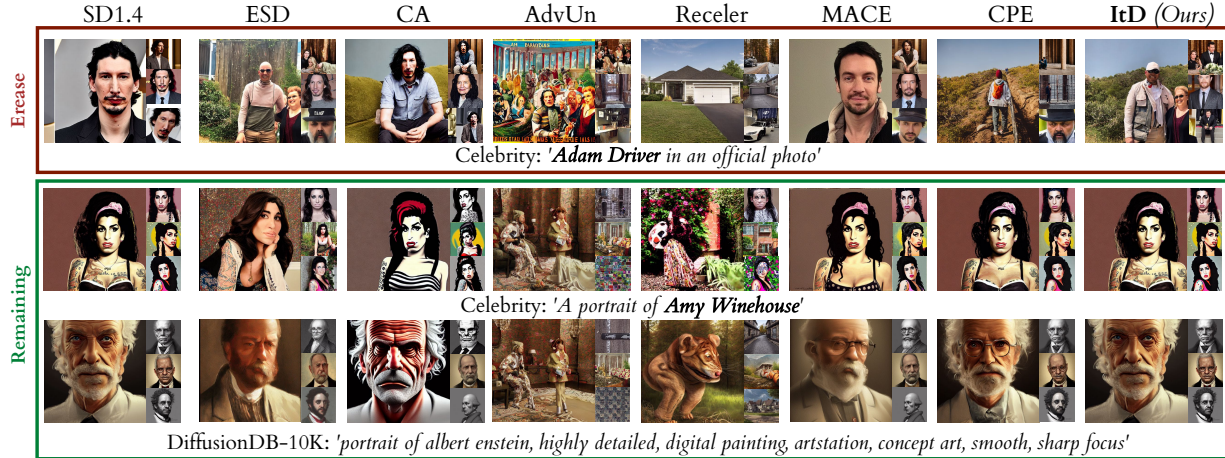 SD1.4 ESD CA AdvUn Receler MACE CPE ItD (Ours)
Erease
Celebrity: 'Adam Driver in an official photo'
Remaining
Celebrity: 'A portrait of Amy Winehouse'
DiffusionDB-10K: 'portrait of albert enstein, highly detailed, digital painting, artstation, concept art, smooth, sharp focus'